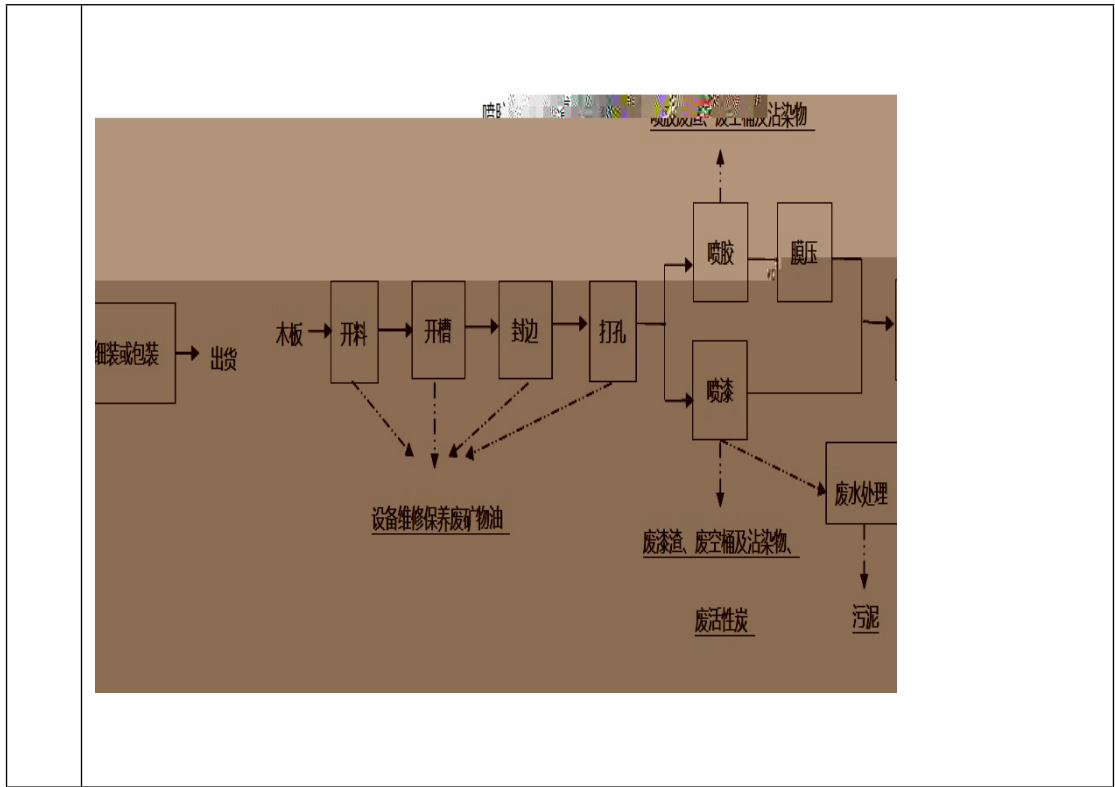 喷胶废渣、废空桶及沾染物
喷胶
膜压
木板
开料
开槽
封边
打孔
组装或包装
出货
喷漆
废水处理
设备维修保养废矿物油
废漆渣、废空桶及沾染物、
废活性炭
污泥